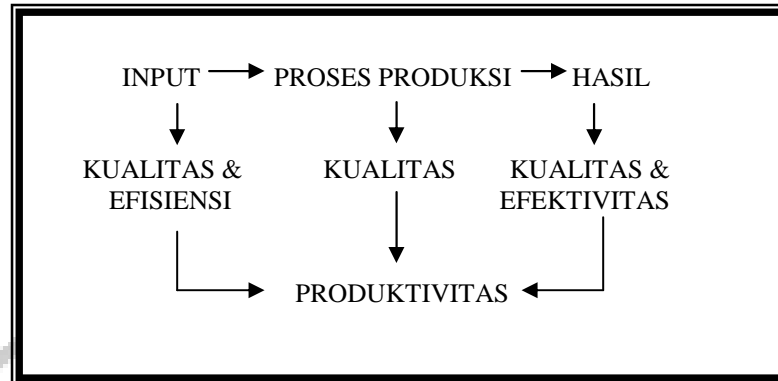 INPUT PROSES PRODUKSI HASIL
KUALITAS & KUALITAS KUALITAS &
EFISIENSI EFEKTIVITAS
PRODUKTIVITAS